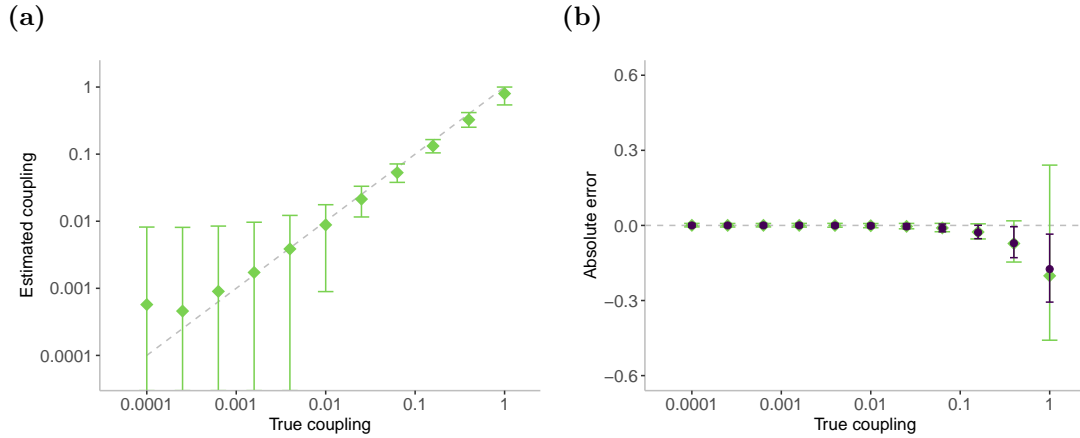 (a)
Estimated coupling
1
0.1
0.01
0.001
0.0001
0.0001 0.001 0.01 0.1 1
True coupling
(b)
Absolute error
0.6
0.3
0.0
−0.3
−0.6
0.0001 0.001 0.01 0.1 1
True coupling